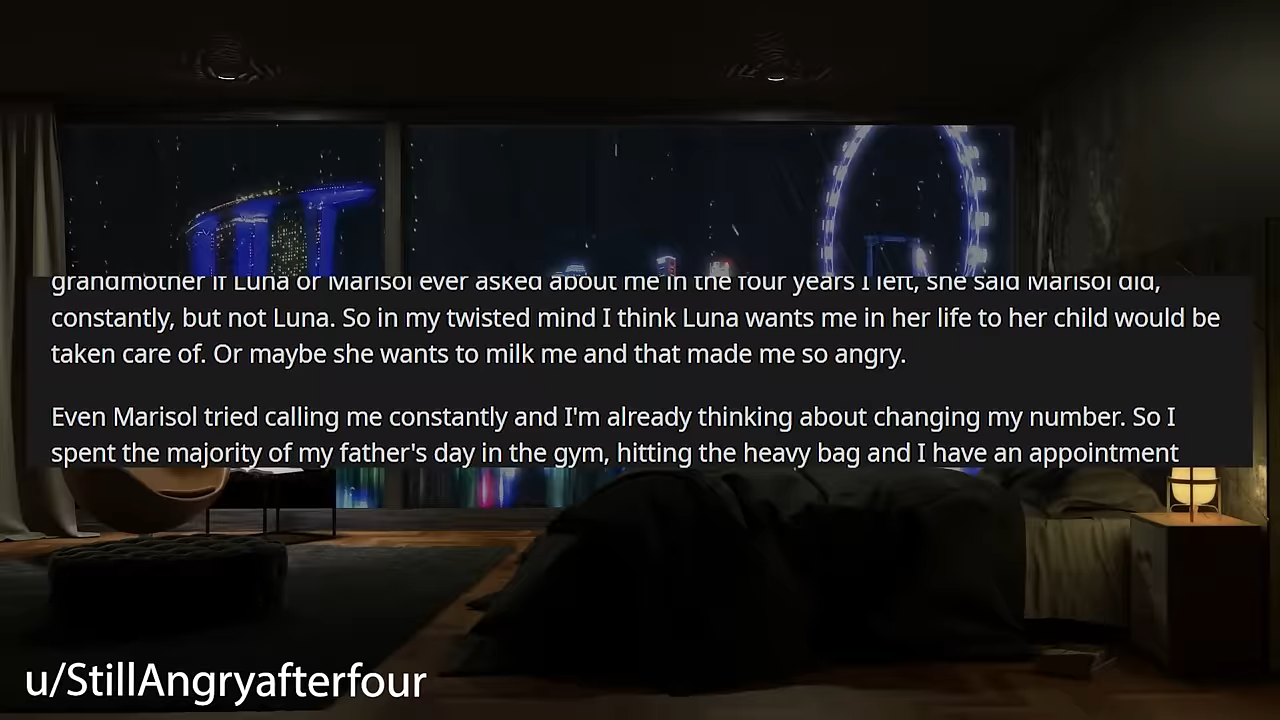 grandmother if Luna or Marisol ever asked about me in the four years I left, she said Marisol did,
constantly, but not Luna. So in my twisted mind I think Luna wants me in her life to her child would be
taken care of. Or maybe she wants to milk me and that made me so angry.
Even Marisol tried calling me constantly and I'm already thinking about changing my number. So I
spent the majority of my father's day in the gym, hitting the heavy bag and I have an appointment
u/StillAngryafterfour